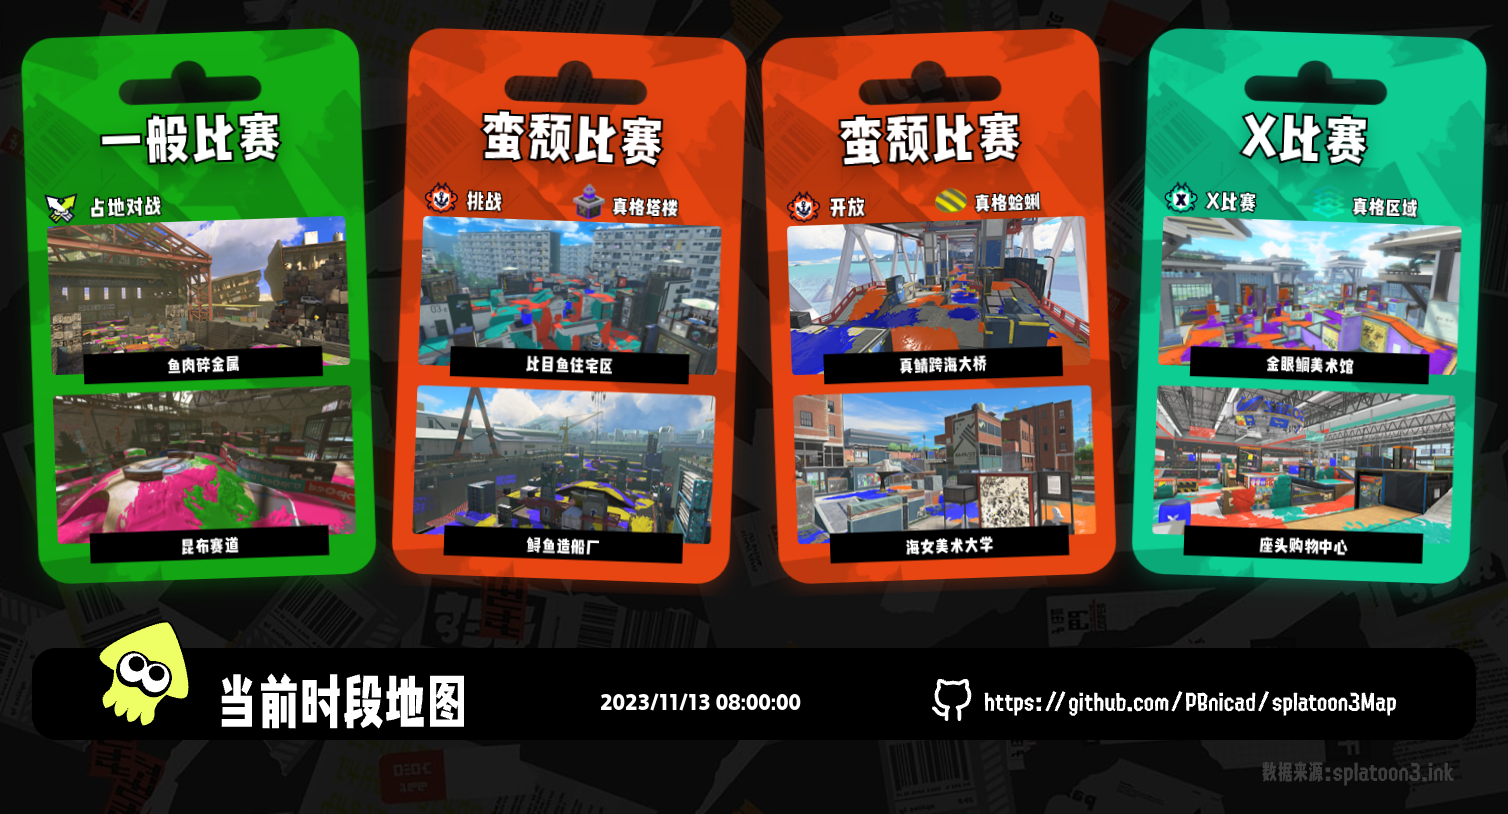 一般比赛
占地对战
鱼肉碎金属
昆布赛道
蛮颓比赛
挑战
真格塔楼
比目鱼住宅区
鲟鱼造船厂
蛮颓比赛
开放
真格蛤蜊
真鲭跨海大桥
海女美术大学
X比赛
X比赛
真格区域
金眼鲷美术馆
座头购物中心
当前时段地图
2023/11/13 08:00:00
https://github.com/PBnicad/splatoon3Map
数据来源:splatoon3.ink